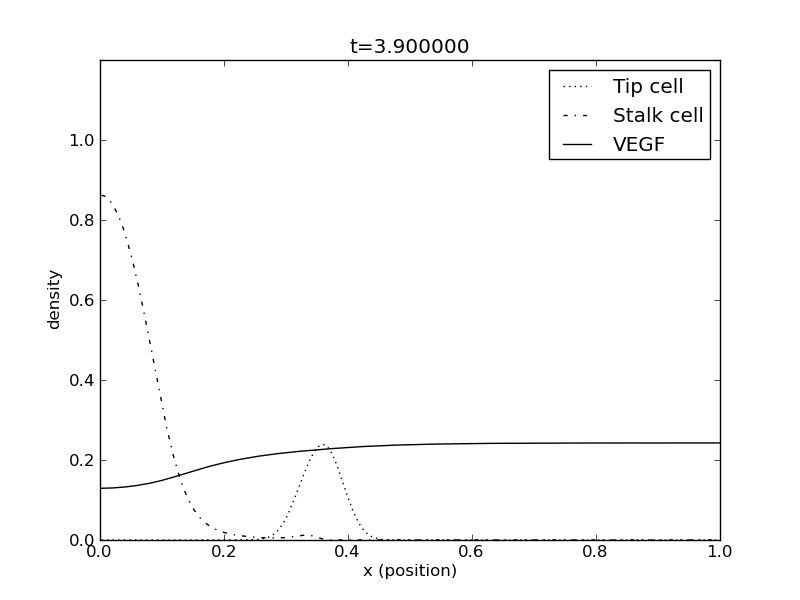 t=3.900000
Tip cell
Stalk cell
VEGF
1.0
0.8
0.6
0.4
0.2
0.0
density
0.0 0.2 0.4 0.6 0.8 1.0
x (position)